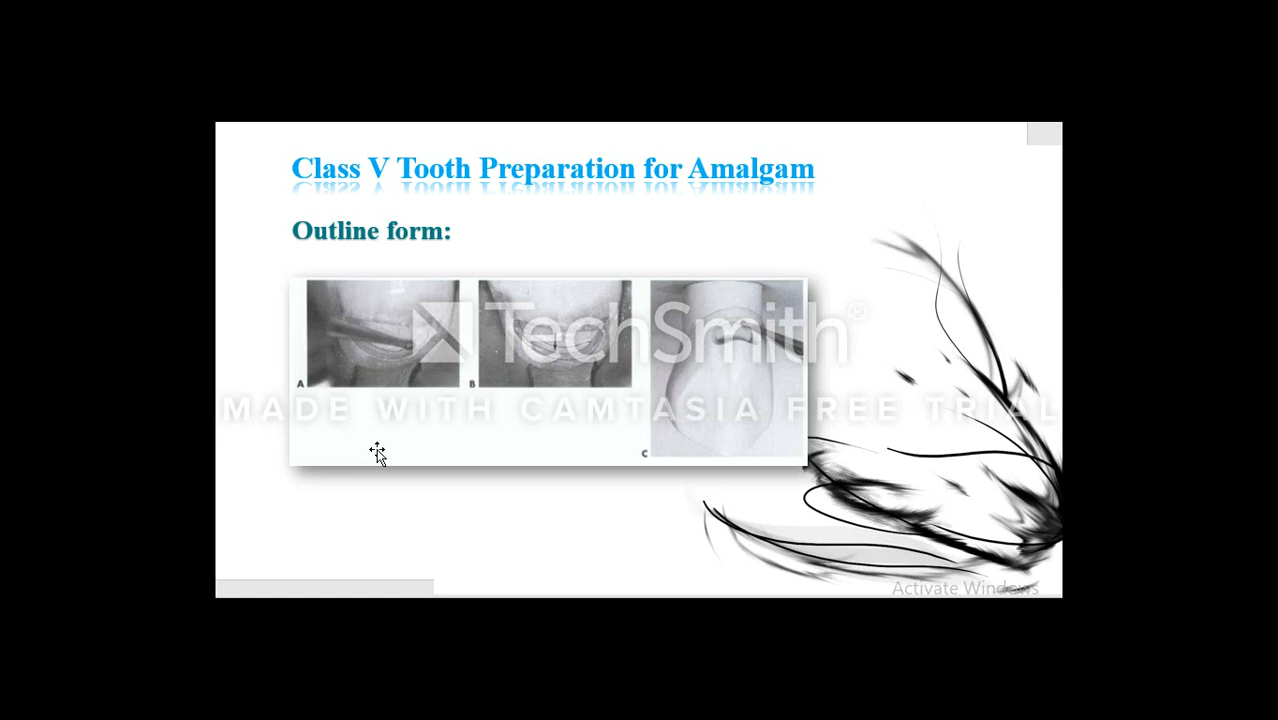 Class V Tooth Preparation for Amalgam
Outline form:
TechSmith®
A
B
MADE WITH CAMTASIA FREE TRIAL
C
Activate Windows